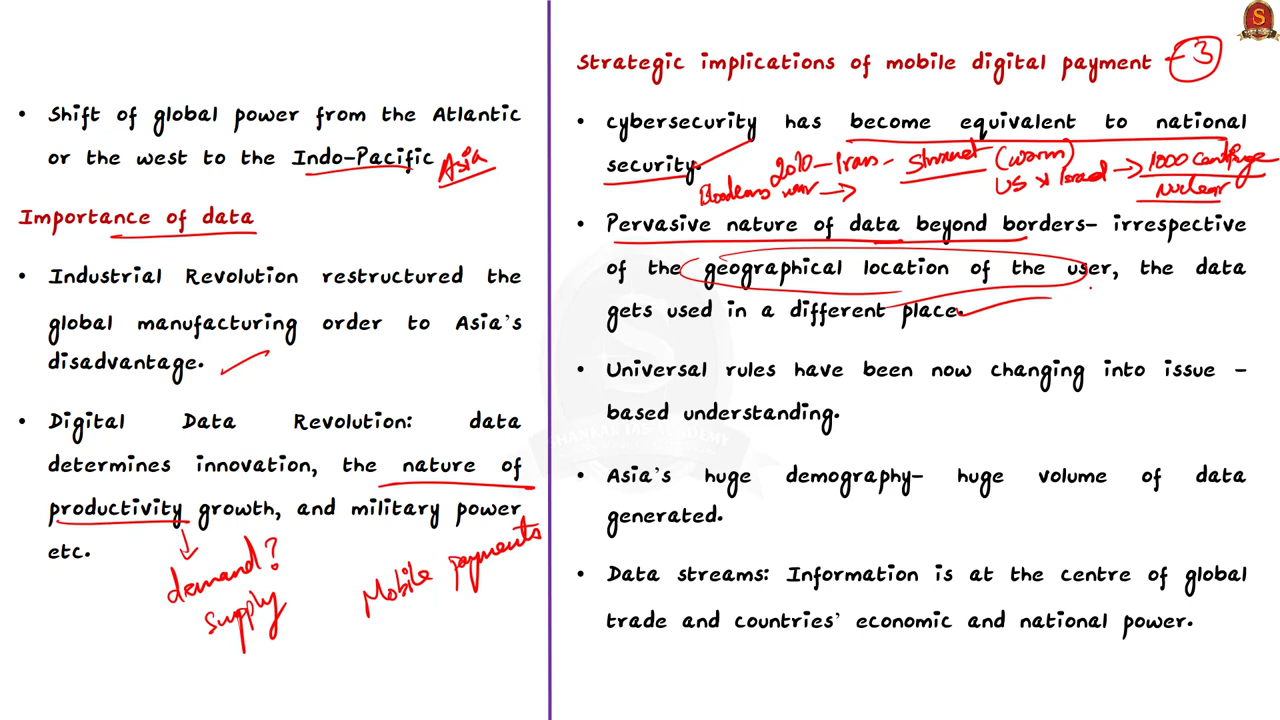 • Shift of global power from the Atlantic
or the west to the Indo-Pacific
Asia
Importance of data
• Industrial Revolution restructured the
global manufacturing order to Asia's
disadvantage.
• Digital Data Revolution: data
determines innovation, the nature of
productivity growth, and military power
etc.
demand?
supply
Mobile payments
Strategic implications of mobile digital payment - 3
• cybersecurity has become equivalent to national
security.
2010 - Iran - Stuxnet (worm)
US x Israel → 1000 centrifuge
Nuclear
Bloodless war →
• Pervasive nature of data beyond borders- irrespective
of the geographical location of the user, the data
gets used in a different place.
• Universal rules have been now changing into issue -
based understanding.
• Asia's huge demography- huge volume of data
generated.
• Data streams: Information is at the centre of global
trade and countries' economic and national power.
S
SHANKAR IAS ACADEMY